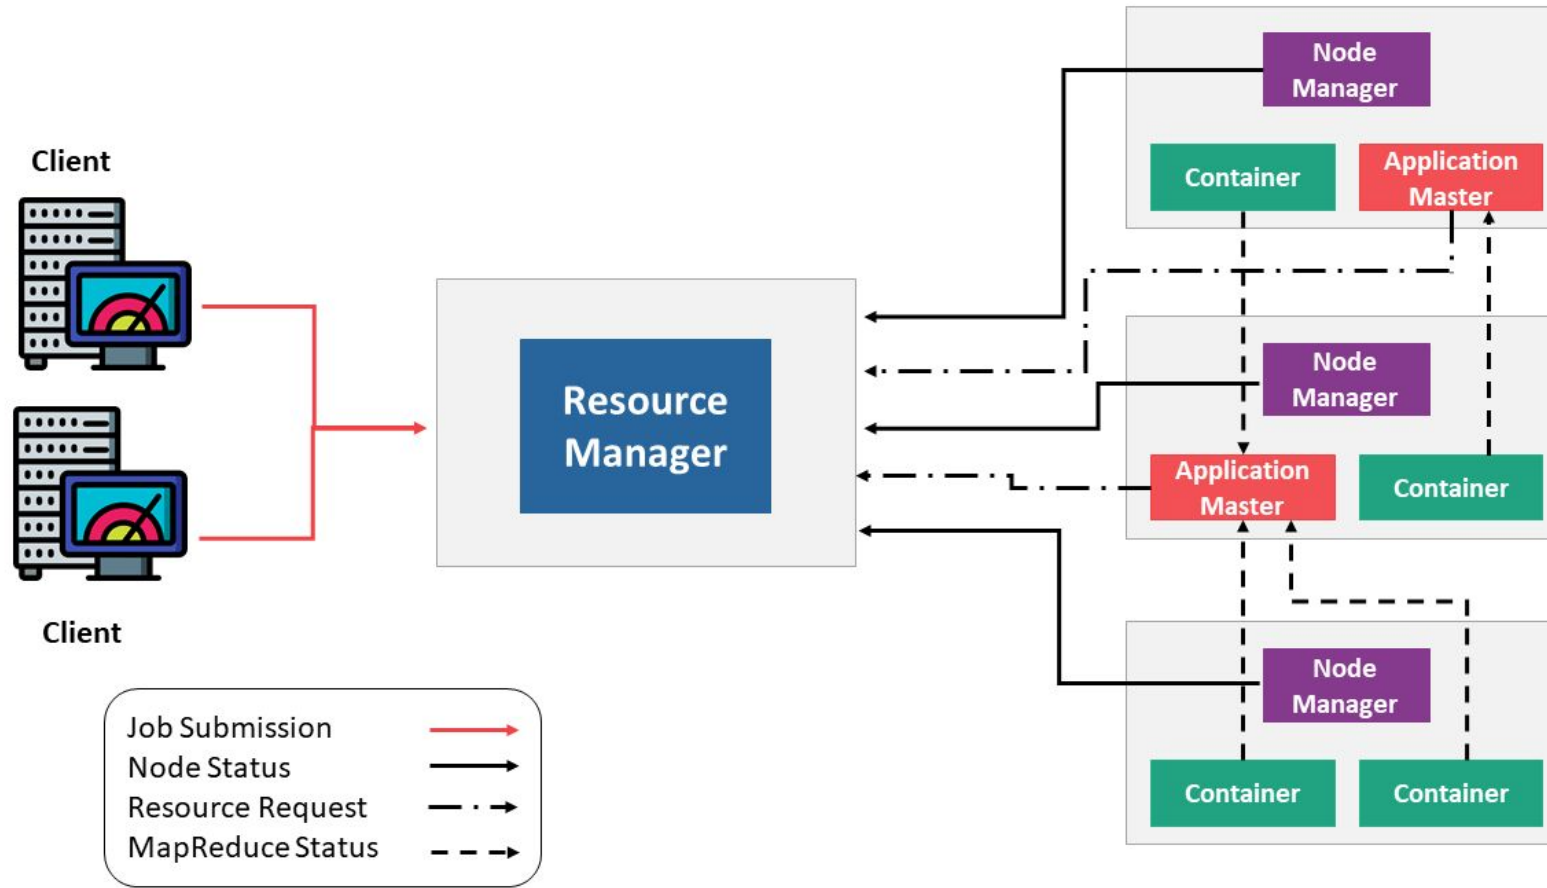 Client
Client
Job Submission
Node Status
Resource Request
MapReduce Status
Resource
Manager
Node
Manager
Container
Application
Master
Node
Manager
Application
Master
Container
Node
Manager
Container
Container